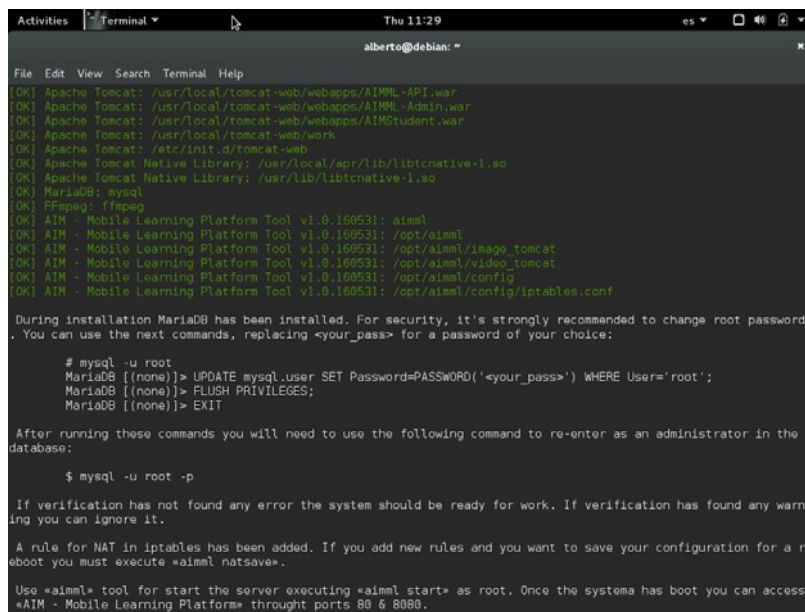 Activities Terminal Thu 11:29 es
alberto@debian: ~
File Edit View Search Terminal Help
[OK] Apache Tomcat: /usr/local/tomcat-web/webapps/AIMML-API.war
[OK] Apache Tomcat: /usr/local/tomcat-web/webapps/AIMML-Admin.war
[OK] Apache Tomcat: /usr/local/tomcat-web/webapps/AIMStudent.war
[OK] Apache Tomcat: /usr/local/tomcat-web/work
[OK] Apache Tomcat: /etc/init.d/tomcat-web
[OK] Apache Tomcat Native Library: /usr/local/apr/lib/libtcnative-1.so
[OK] Apache Tomcat Native Library: /usr/lib/libtcnative-1.so
[OK] MariaDB: mysql
[OK] FFmpeg: ffmpeg
[OK] AIM - Mobile Learning Platform Tool v1.0.160531: aimml
[OK] AIM - Mobile Learning Platform Tool v1.0.160531: /opt/aimml
[OK] AIM - Mobile Learning Platform Tool v1.0.160531: /opt/aimml/image_tomcat
[OK] AIM - Mobile Learning Platform Tool v1.0.160531: /opt/aimml/video_tomcat
[OK] AIM - Mobile Learning Platform Tool v1.0.160531: /opt/aimml/config
[OK] AIM - Mobile Learning Platform Tool v1.0.160531: /opt/aimml/config/iptables.conf
During installation MariaDB has been installed. For security, it's strongly recommended to change root password
. You can use the next commands, replacing <your_pass> for a password of your choice:
# mysql -u root
MariaDB [(none)]> UPDATE mysql.user SET Password=PASSWORD('<your_pass>') WHERE User='root';
MariaDB [(none)]> FLUSH PRIVILEGES;
MariaDB [(none)]> EXIT
After running these commands you will need to use the following command to re-enter as an administrator in the
database:
$ mysql -u root -p
If verification has not found any error the system should be ready for work. If verification has found any warn
ing you can ignore it.
A rule for NAT in iptables has been added. If you add new rules and you want to save your configuration for a r
eboot you must execute «aimml natsave».
Use «aimml» tool for start the server executing «aimml start» as root. Once the systema has boot you can access
«AIM - Mobile Learning Platform» throught ports 80 & 8080.